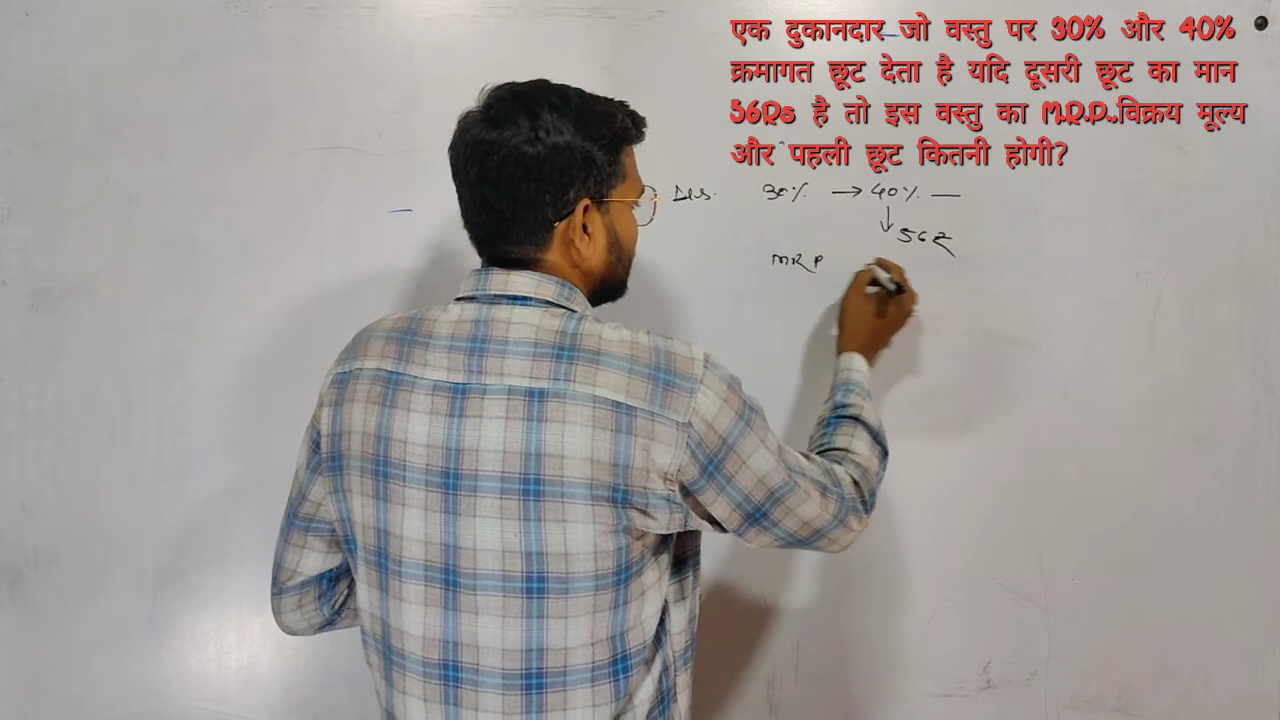 एक दुकानदार जो वस्तु पर 30% और 40%
क्रमागत छूट देता है यदि दूसरी छूट का मान
56Rs है तो इस वस्तु का M.R.P.,विक्रय मूल्य
और पहली छूट कितनी होगी?
Dis. 30% → 40% —
↓ 56₹
MRP